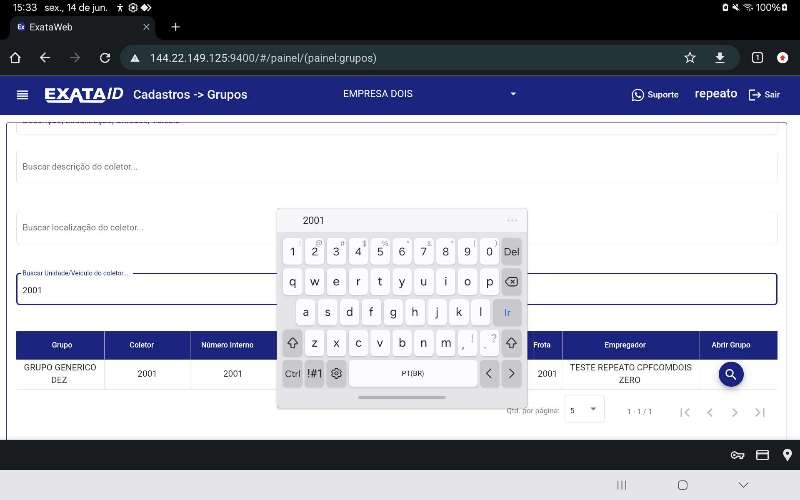 15:33 sex., 14 de jun. 100%
ExataWeb
144.22.149.125:9400/#/painel/(painel:grupos)
1
EXATAID Cadastros -> Grupos EMPRESA DOIS Suporte repeato Sair
Buscar descrição do coletor...
Buscar localização do coletor...
Buscar Unidade/Veículo do coletor...
2001
2001 ...
1 2 3 4 5 6 7 8 9 0 Del
q w e r t y u i o p
a s d f g h j k l Ir
z x c v b n m , ! . ?
Ctrl !#1 PT(BR) < >
Grupo Coletor Número Interno Frota Empregador Abrir Grupo
GRUPO GENERICO DEZ 2001 2001 2001 TESTE REPEATO CPFCOMDOIS ZERO
Qtd. por página: 5 1 - 1 / 1